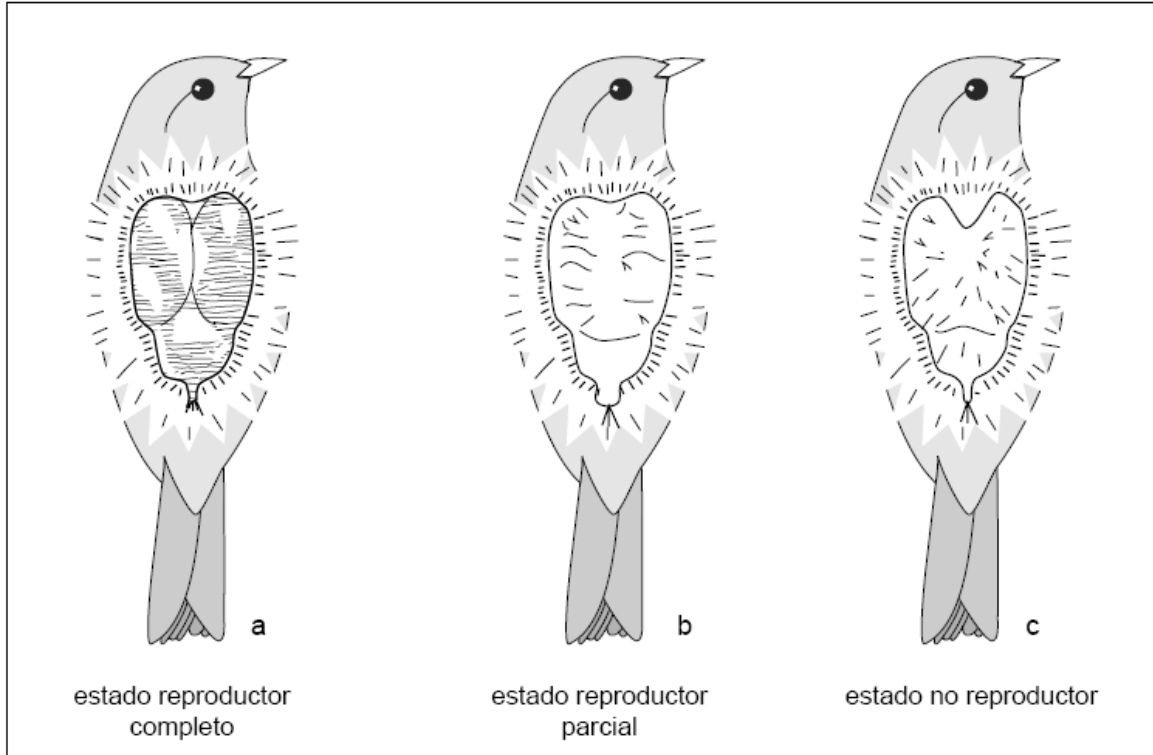 a
b
c
estado reproductor
completo
estado reproductor
parcial
estado no reproductor